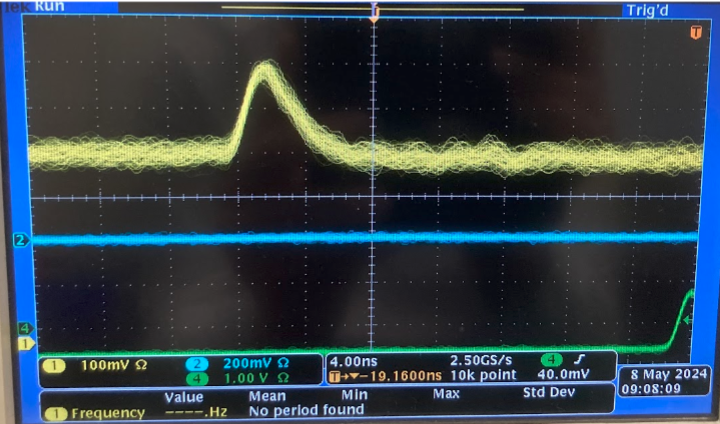 Tek Run Trig'd
T
2
4
1
1 100mV Ω 2 200mV Ω 4.00ns 2.50GS/s 4 
4 1.00 V Ω T→▼−19.1600ns 10k point 40.0mV
8 May 2024
09:08:09
Value Mean Min Max Std Dev
1 Frequency ----.Hz No period found